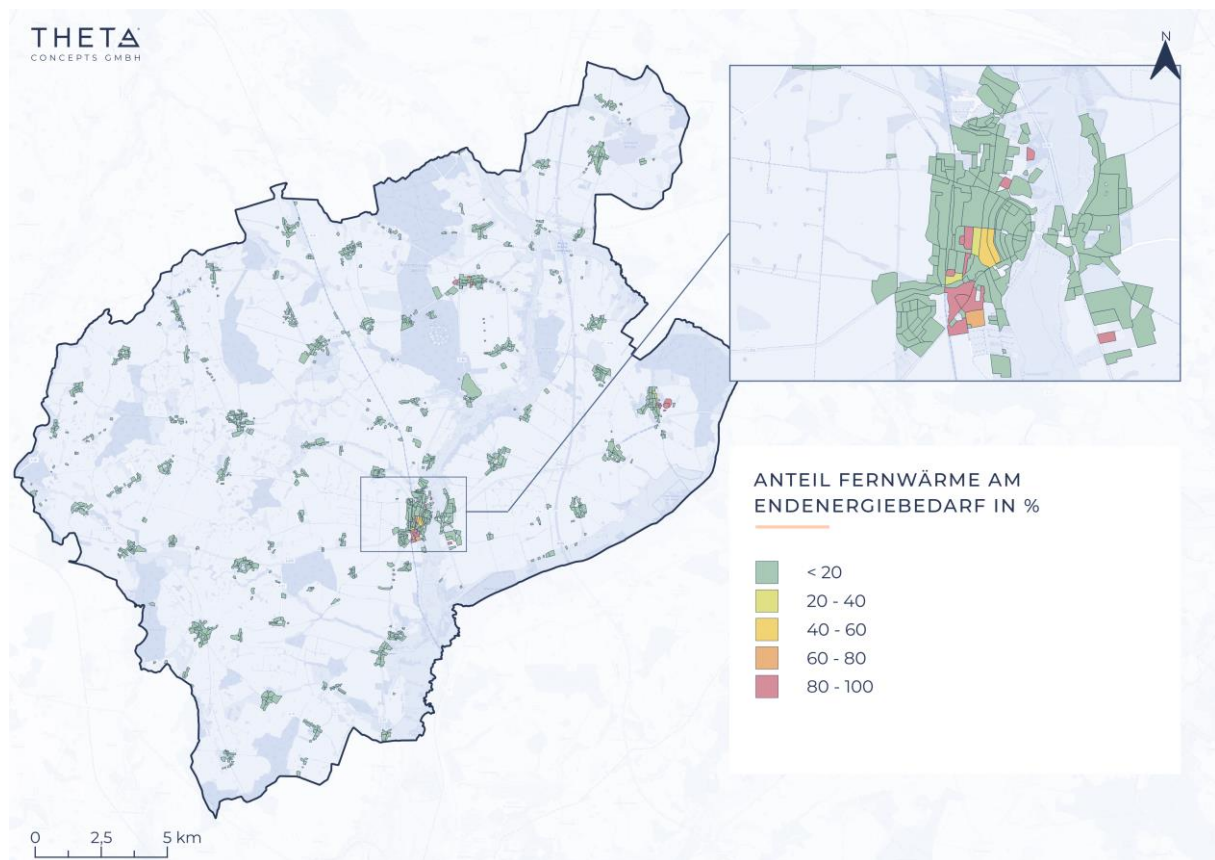 THETA
CONCEPTS GMBH
N
ANTEIL FERNWÄRME AM
ENDENERGIEBEDARF IN %
< 20
20 - 40
40 - 60
60 - 80
80 - 100
0 2,5 5 km